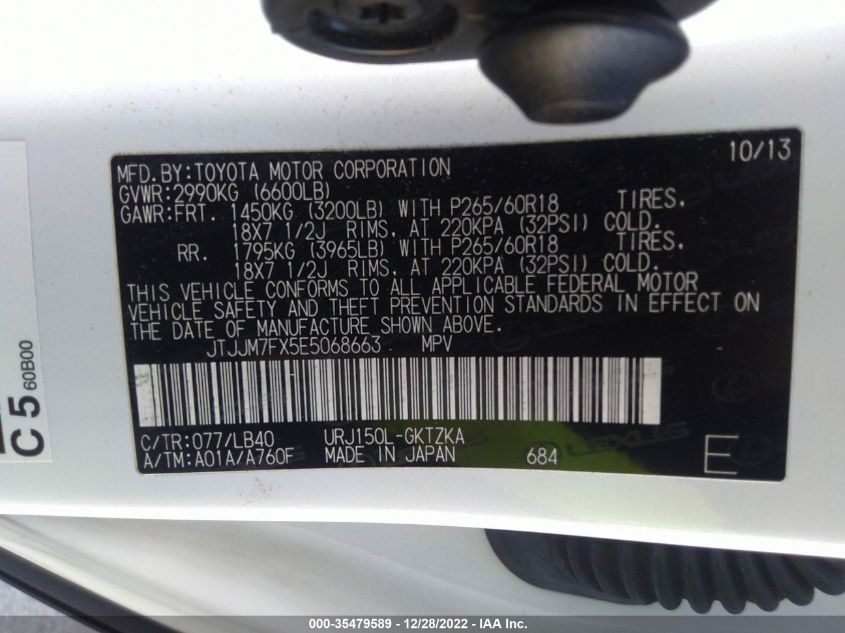 10/13
MFD.BY:TOYOTA MOTOR CORPORATION
GVWR:2990KG (6600LB)
GAWR:FRT. 1450KG (3200LB) WITH P265/60R18 TIRES.
18X7 1/2J RIMS, AT 220KPA (32PSI) COLD.
RR. 1795KG (3965LB) WITH P265/60R18 TIRES.
18X7 1/2J RIMS, AT 220KPA (32PSI) COLD.
THIS VEHICLE CONFORMS TO ALL APPLICABLE FEDERAL MOTOR
VEHICLE SAFETY AND THEFT PREVENTION STANDARDS IN EFFECT ON
THE DATE OF MANUFACTURE SHOWN ABOVE.
JTJJM7FX5E5068663 MPV
C/TR:077/LB40 URJ150L-GKTZKA
A/TM:A01A/A760F MADE IN JAPAN 684 E
LEXUS
C 5 60B00
000-35479589 - 12/28/2022 - IAA Inc.